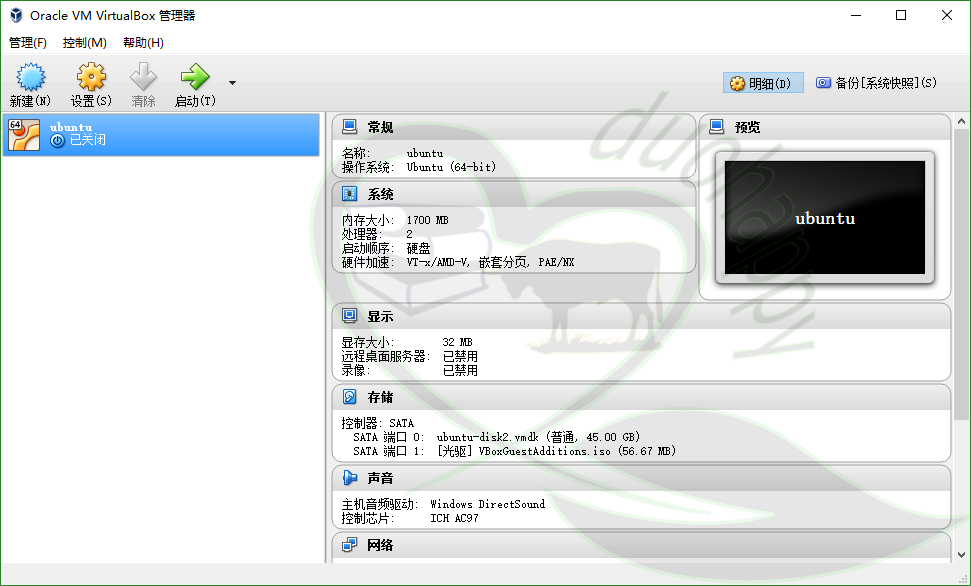 Oracle VM VirtualBox 管理器
管理(F) 控制(M) 帮助(H)
新建(N) 设置(S) 清除 启动(T) 明细(D) 备份[系统快照](S)
64
ubuntu
已关闭
常规
名称: ubuntu
操作系统: Ubuntu (64-bit)
系统
内存大小: 1700 MB
处理器: 2
启动顺序: 硬盘
硬件加速: VT-x/AMD-V, 嵌套分页, PAE/NX
预览
ubuntu
显示
显存大小: 32 MB
远程桌面服务器: 已禁用
录像: 已禁用
存储
控制器: SATA
SATA 端口 0: ubuntu-disk2.vmdk (普通, 45.00 GB)
SATA 端口 1: [光驱] VBoxGuestAdditions.iso (56.67 MB)
声音
主机音频驱动: Windows DirectSound
控制芯片: ICH AC97
网络